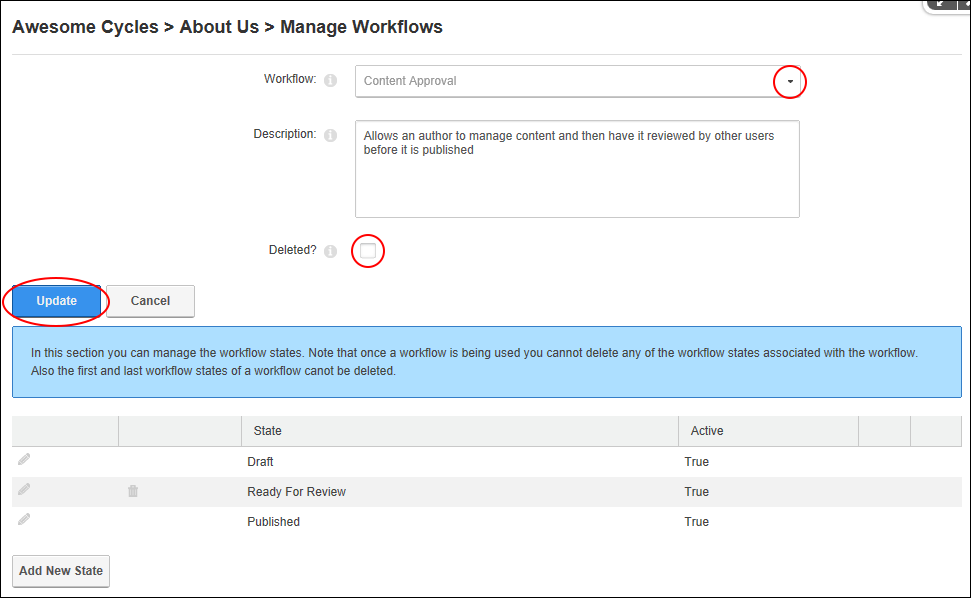 Awesome Cycles > About Us > Manage Workflows
Workflow:
Content Approval
Description:
Allows an author to manage content and then have it reviewed by other users
before it is published
Deleted?
Update Cancel
In this section you can manage the workflow states. Note that once a workflow is being used you cannot delete any of the workflow states associated with the workflow.
Also the first and last workflow states of a workflow canot be deleted.
State Active
Draft True
Ready For Review True
Published True
Add New State